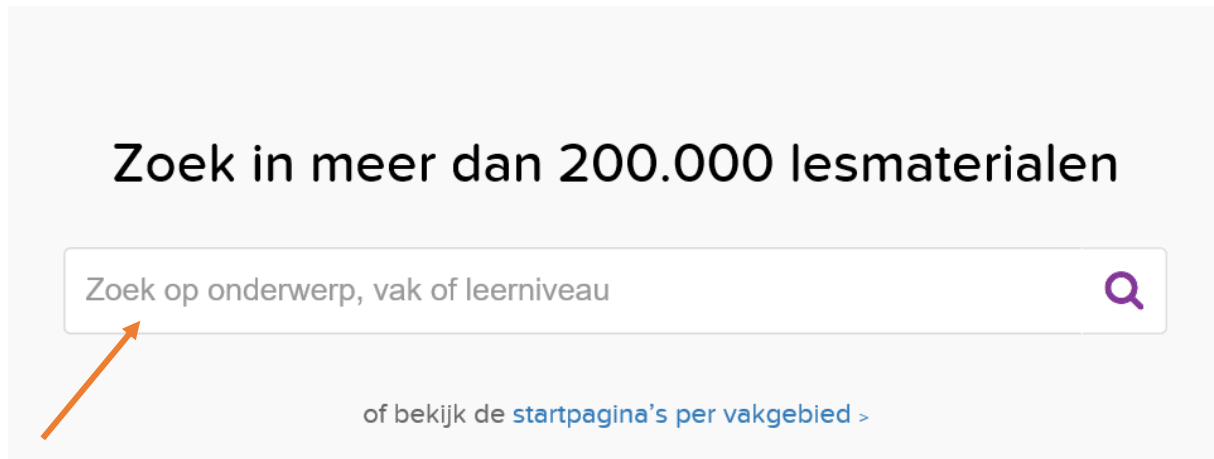 Zoek in meer dan 200.000 lesmaterialen
Zoek op onderwerp, vak of leerniveau
of bekijk de startpagina's per vakgebied >